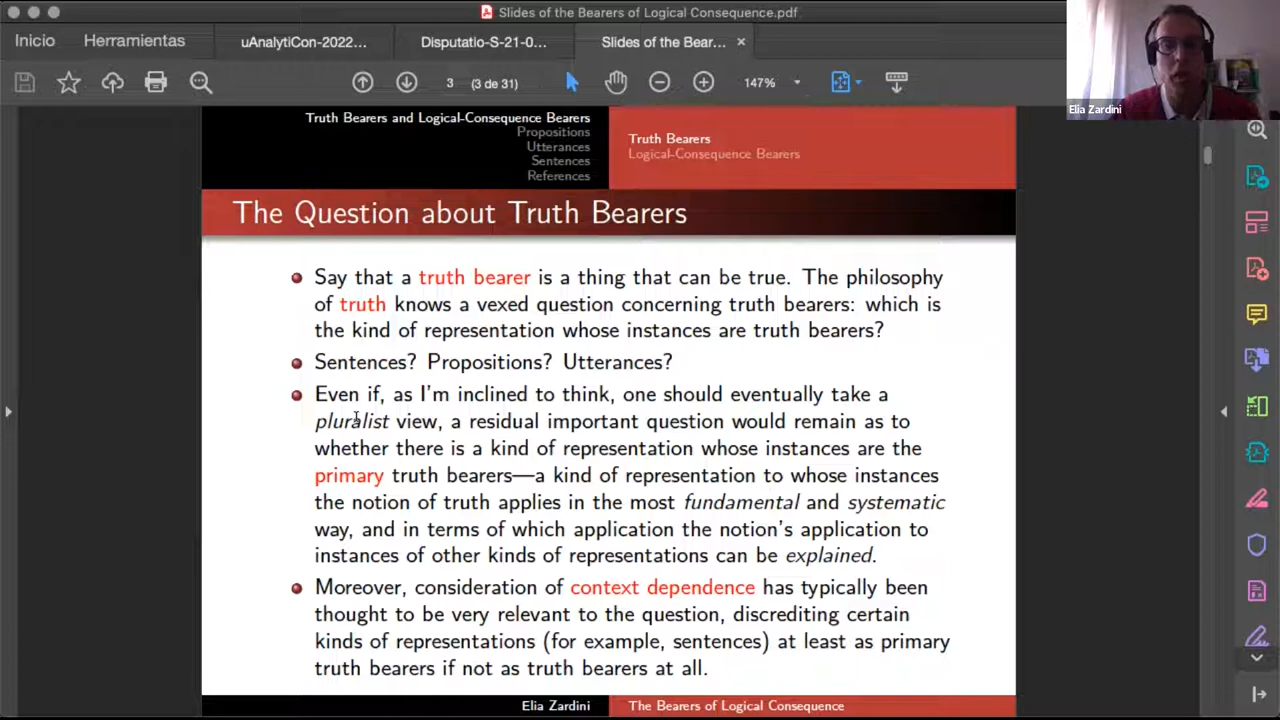 Slides of the Bearers of Logical Consequence.pdf
Inicio
Herramientas
uAnalytiCon-2022...
Disputatio-S-21-0...
Slides of the Bear...
3
(3 de 31)
147%
Elia Zardini
Truth Bearers and Logical-Consequence Bearers
Propositions
Utterances
Sentences
References
Truth Bearers
Logical-Consequence Bearers
The Question about Truth Bearers
Say that a truth bearer is a thing that can be true. The philosophy
of truth knows a vexed question concerning truth bearers: which is
the kind of representation whose instances are truth bearers?
Sentences? Propositions? Utterances?
Even if, as I'm inclined to think, one should eventually take a
pluralist view, a residual important question would remain as to
whether there is a kind of representation whose instances are the
primary truth bearers—a kind of representation to whose instances
the notion of truth applies in the most fundamental and systematic
way, and in terms of which application the notion's application to
instances of other kinds of representations can be explained.
Moreover, consideration of context dependence has typically been
thought to be very relevant to the question, discrediting certain
kinds of representations (for example, sentences) at least as primary
truth bearers if not as truth bearers at all.
Elia Zardini
The Bearers of Logical Consequence